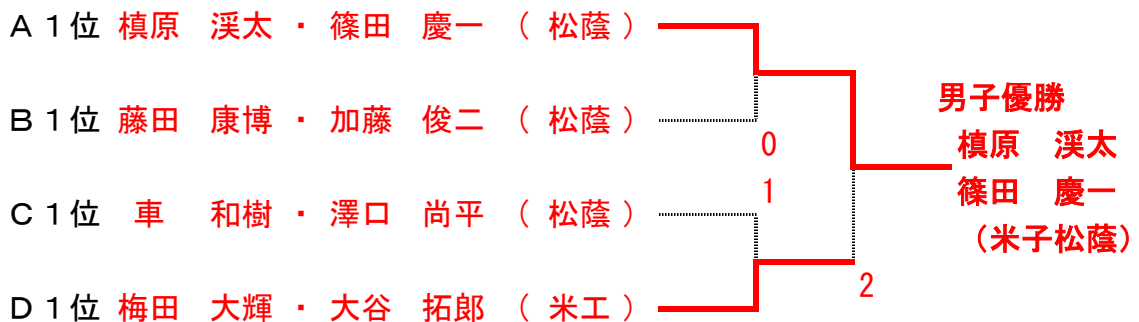 A1位 槙原 渓太 ・ 篠田 慶一 ( 松蔭 )
B1位 藤田 康博 ・ 加藤 俊二 ( 松蔭 )
0
1
C1位 車 和樹 ・ 澤口 尚平 ( 松蔭 )
2
D1位 梅田 大輝 ・ 大谷 拓郎 ( 米工 )
男子優勝
槙原 渓太
篠田 慶一
(米子松蔭)